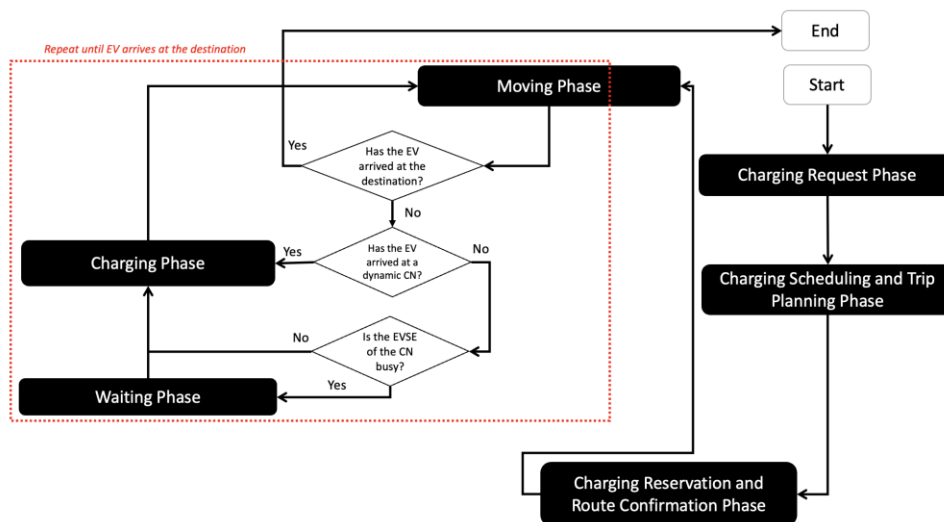 End
Repeat until EV arrives at the destination
Moving Phase
Start
Yes
Has the EV
arrived at the
destination?
Charging Request Phase
No
Charging Phase
Yes
Has the EV
arrived at a
dynamic CN?
No
Charging Scheduling and Trip
Planning Phase
No
Is the EVSE
of the CN
busy?
Waiting Phase
Yes
Charging Reservation and
Route Confirmation Phase